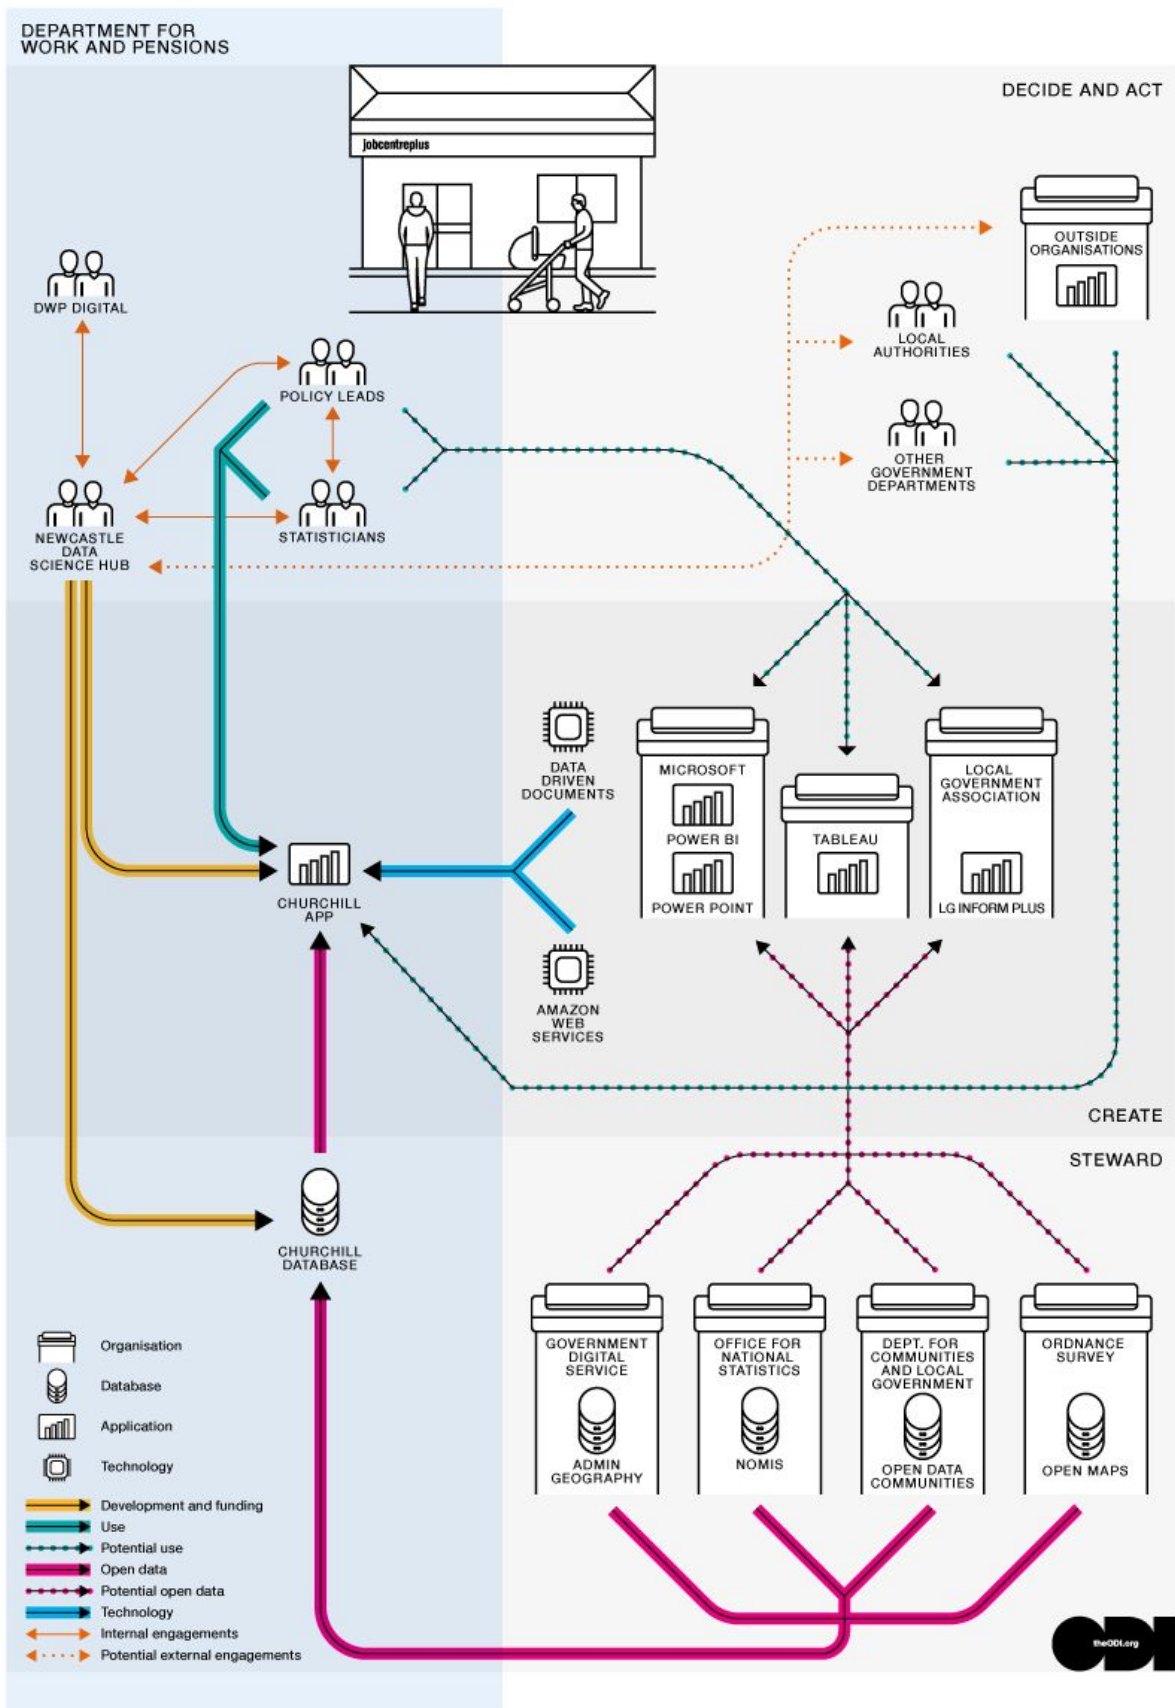 DEPARTMENT FOR
WORK AND PENSIONS
DECIDE AND ACT
jobcentreplus
OUTSIDE
ORGANISATIONS
DWP DIGITAL
LOCAL
AUTHORITIES
POLICY LEADS
OTHER
GOVERNMENT
DEPARTMENTS
NEWCASTLE
DATA
SCIENCE HUB
STATISTICIANS
DATA
DRIVEN
DOCUMENTS
MICROSOFT
POWER BI
POWER POINT
TABLEAU
LOCAL
GOVERNMENT
ASSOCIATION
LG INFORM PLUS
CHURCHILL
APP
AMAZON
WEB
SERVICES
CREATE
STEWARD
CHURCHILL
DATABASE
GOVERNMENT
DIGITAL
SERVICE
ADMIN
GEOGRAPHY
OFFICE FOR
NATIONAL
STATISTICS
NOMIS
DEPT. FOR
COMMUNITIES
AND LOCAL
GOVERNMENT
OPEN DATA
COMMUNITIES
ORDNANCE
SURVEY
OPEN MAPS
Organisation
Database
Application
Technology
Development and funding
Use
Potential use
Open data
Potential open data
Technology
Internal engagements
Potential external engagements
ODI
theODI.org